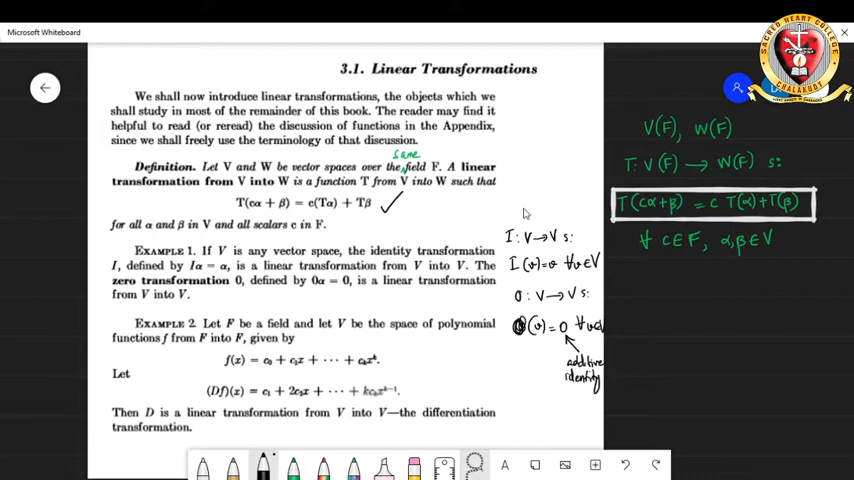 Microsoft Whiteboard
SACRED HEART COLLEGE
CHALAKUDY
3.1. Linear Transformations
We shall now introduce linear transformations, the objects which we
shall study in most of the remainder of this book. The reader may find it
helpful to read (or reread) the discussion of functions in the Appendix,
since we shall freely use the terminology of that discussion.
same
Definition. Let V and W be vector spaces over the field F. A linear
transformation from V into W is a function T from V into W such that
T(cα + β) = c(Tα) + Tβ
for all α and β in V and all scalars c in F.
EXAMPLE 1. If V is any vector space, the identity transformation
I, defined by Iα = α, is a linear transformation from V into V. The
zero transformation 0, defined by 0α = 0, is a linear transformation
from V into V.
EXAMPLE 2. Let F be a field and let V be the space of polynomial
functions f from F into F, given by
f(x) = c₀ + c₁x + ⋯ + cₖxᵏ.
Let
(Df)(x) = c₁ + 2c₂x + ⋯ + kcₖxᵏ⁻¹.
Then D is a linear transformation from V into V—the differentiation
transformation.
I : V → V s:
I(v) = v ∀ v∈V
0 : V → V s:
0(v) = 0 ∀ v∈V
additive
identity
V(F), W(F)
T: V(F) → W(F) s:
T(cα+β) = c T(α)+T(β)
∀ c∈F, α,β∈V
A